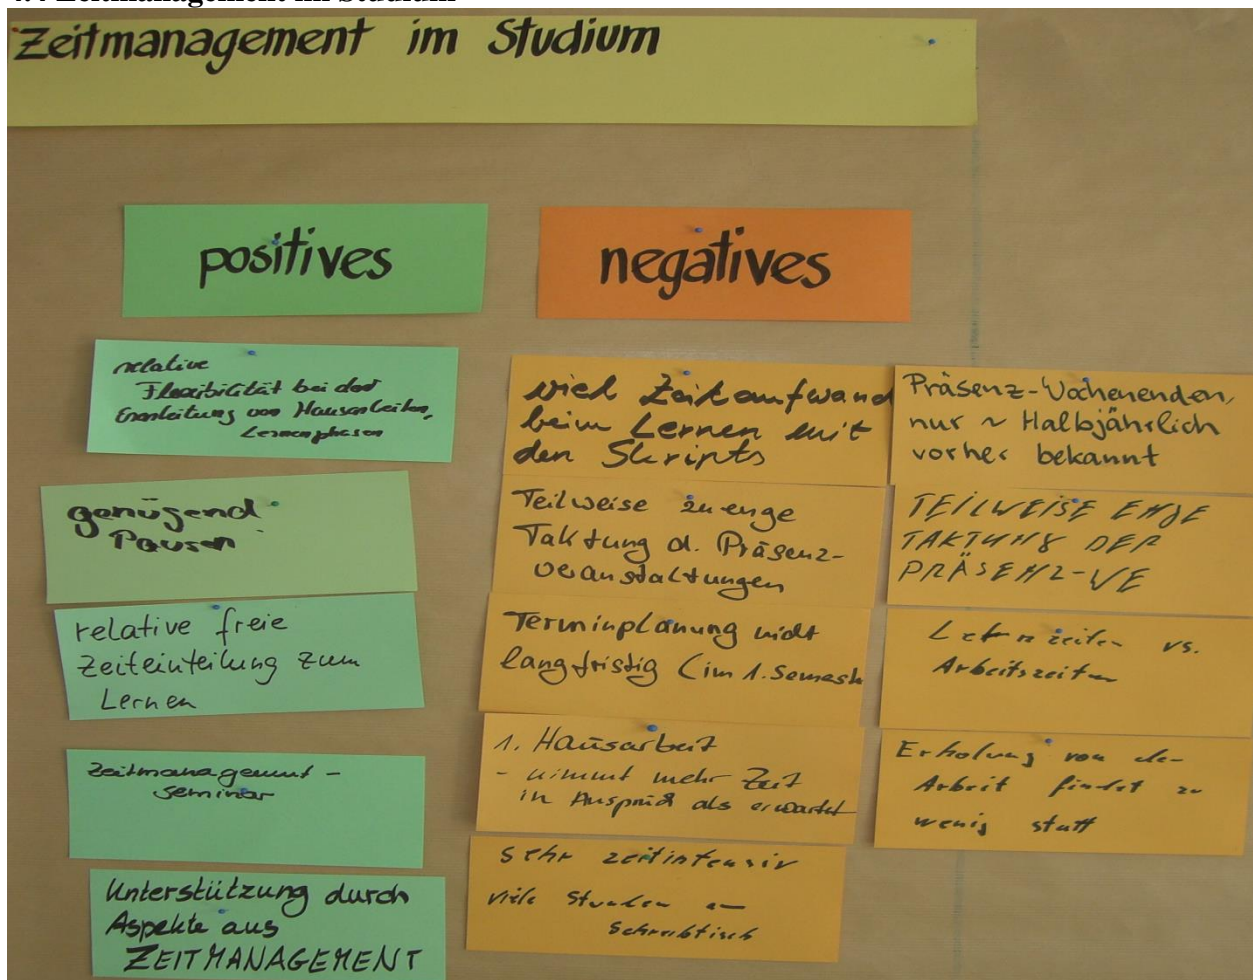 Zeitmanagement im Studium
positives
relative
Flexibilität bei der
Erarbeitung von Hausarbeiten,
Lernphasen
genügend
Pausen
relative freie
Zeiteinteilung zum
Lernen
Zeitmanagement-
seminar
Unterstützung durch
Aspekte aus
ZEITMANAGEMENT
negatives
viel Zeitaufwand
beim Lernen mit
den Skripts
Teilweise zu enge
Taktung d. Präsenz-
veranstaltungen
Terminplanung nicht
langfristig (im 1. Semest
1. Hausarbeit
- nimmt mehr Zeit
in Anspruch als erwartet
sehr zeitintensiv
viele Stunden am
Schreibtisch
Präsenz-Wochenenden,
nur ~ Halbjährlich
vorher bekannt
TEILWEISE ENGE
TAKTUNG DER
PRÄSENZ-WE
Lernzeiten vs.
Arbeitszeiten
Erholung von der
Arbeit findet zu
wenig statt